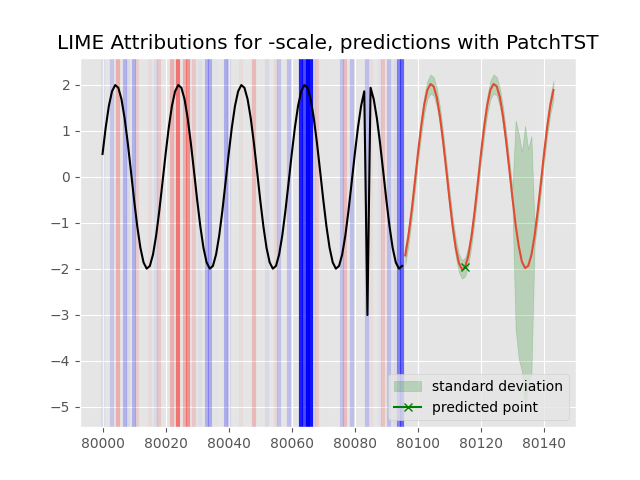 LIME Attributions for -scale, predictions with PatchTST
2
1
0
−1
−2
−3
−4
−5
standard deviation
predicted point
80000 80020 80040 80060 80080 80100 80120 80140